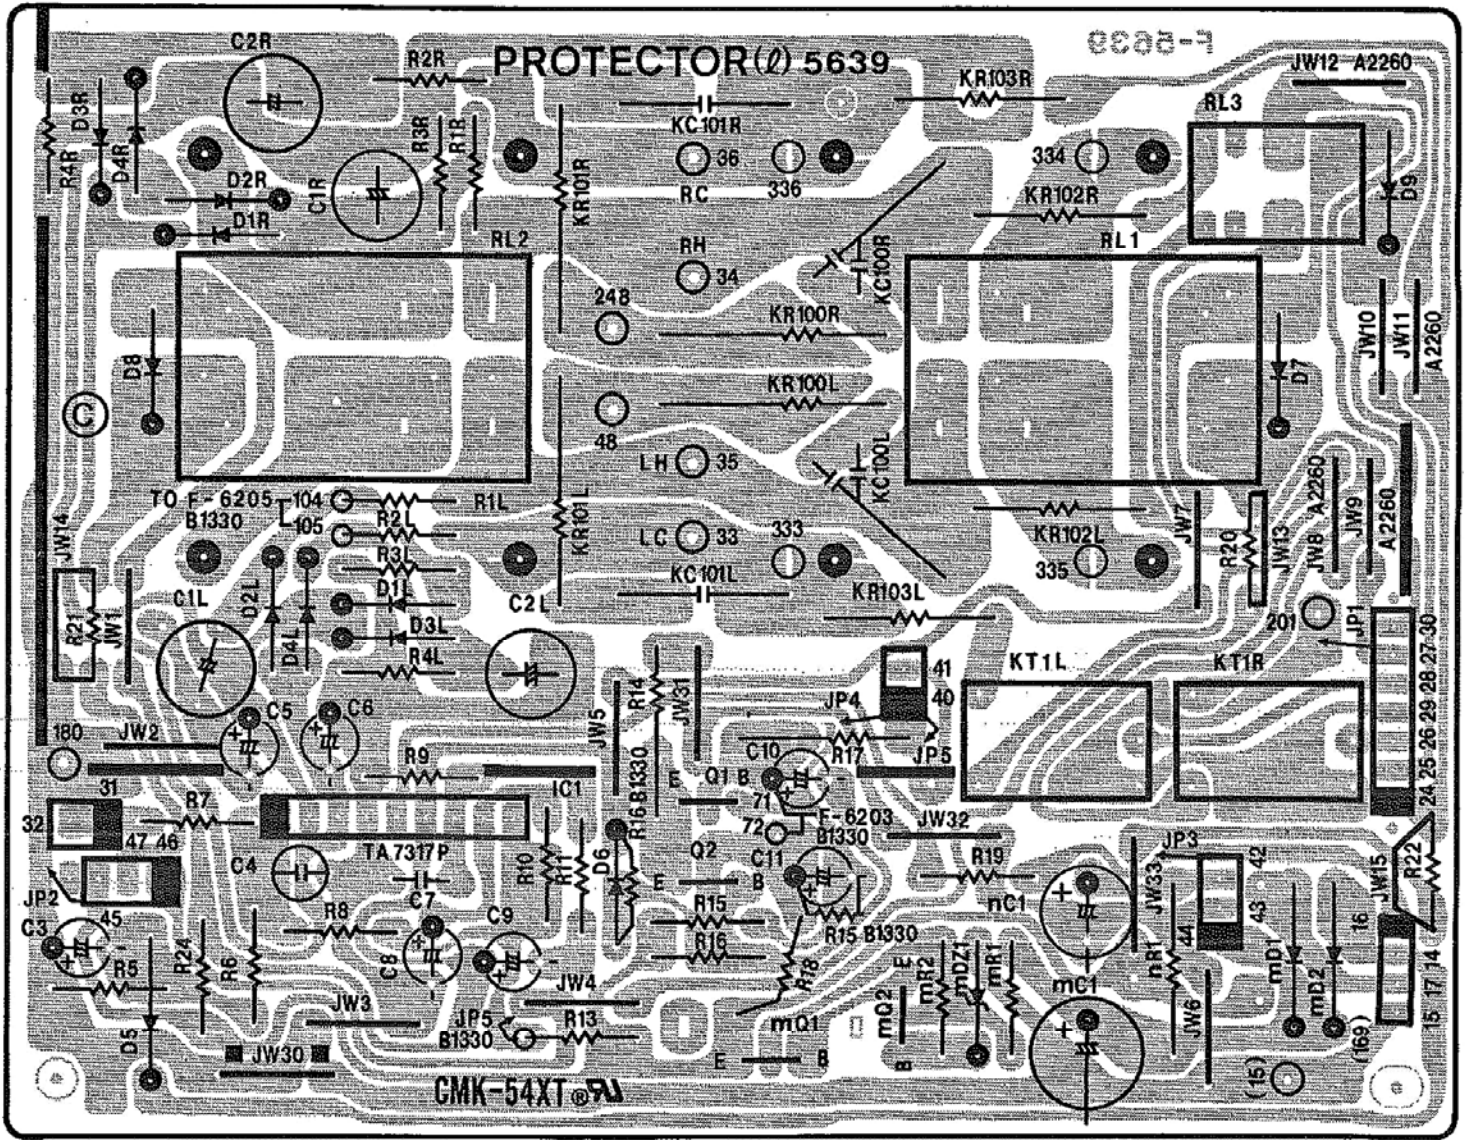 C2R
R2R
PROTECTOR(ℓ) 5639
F-5639
JW12 A2260
KR103R
RL3
D3R
R4R
D4R
R3R
R1R
KC101R
36
RC
336
334
D2R
D1R
C1R
KR101R
KR102R
D9
RL2
RH
34
RL1
KC100R
248
KR100R
JW10
JW11
A2260
D8
D7
C
KR100L
48
LH
35
KC100L
TO F-6205
B1330
104
105
R1L
R2L
R3L
KR101L
LC
33
333
KR102L
335
JW7
R20
JW13
JW8 A2260
JW9
A2260
JW14
KC101L
R21
JW1
C1L
D2L
D4L
D1L
D3L
R4L
C2L
KR103L
201
JP1
41
40
KT1L
KT1R
24 25 26 29 28 27 30
R14
JW31
JP4
JP5
R17
180
JW2
C5
C6
R9
JW5
R16 B1330
E
Q1 B
C10
71
72
F-6203
B1330
JW32
31
32
47 46
R7
IC1
TA7317P
C4
C7
R10
R11
D6
Q2
C11
E
B
R19
JP3
42
JW33
JW15
R22
JP2
45
C3
R5
R24
R6
R8
C8
C9
R15
R16
R15 B1330
nC1
nR1
44
43
16
mD1
mD2
R18
E
mQ2
B
mR2
mDZ1
mR1
mC1
JW6
15 17 14
(169)
D5
JW3
JW4
JP5
B1330
R13
mQ1
E
B
JW30
CMK-54XT®
(15)